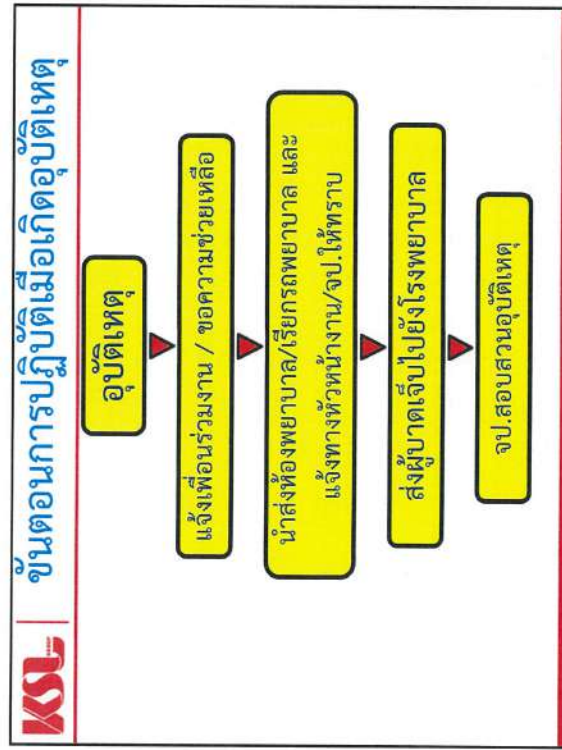 KSL GROUP
ขั้นตอนการปฏิบัติเมื่อเกิดอุบัติเหตุ
อุบัติเหตุ
แจ้งเพื่อนร่วมงาน / ขอความช่วยเหลือ
นำส่งห้องพยาบาล/เรียกรถพยาบาล และ
แจ้งทางหัวหน้างาน/จป.ให้ทราบ
ส่งผู้บาดเจ็บไปยังโรงพยาบาล
จป.สอบสวนอุบัติเหตุ